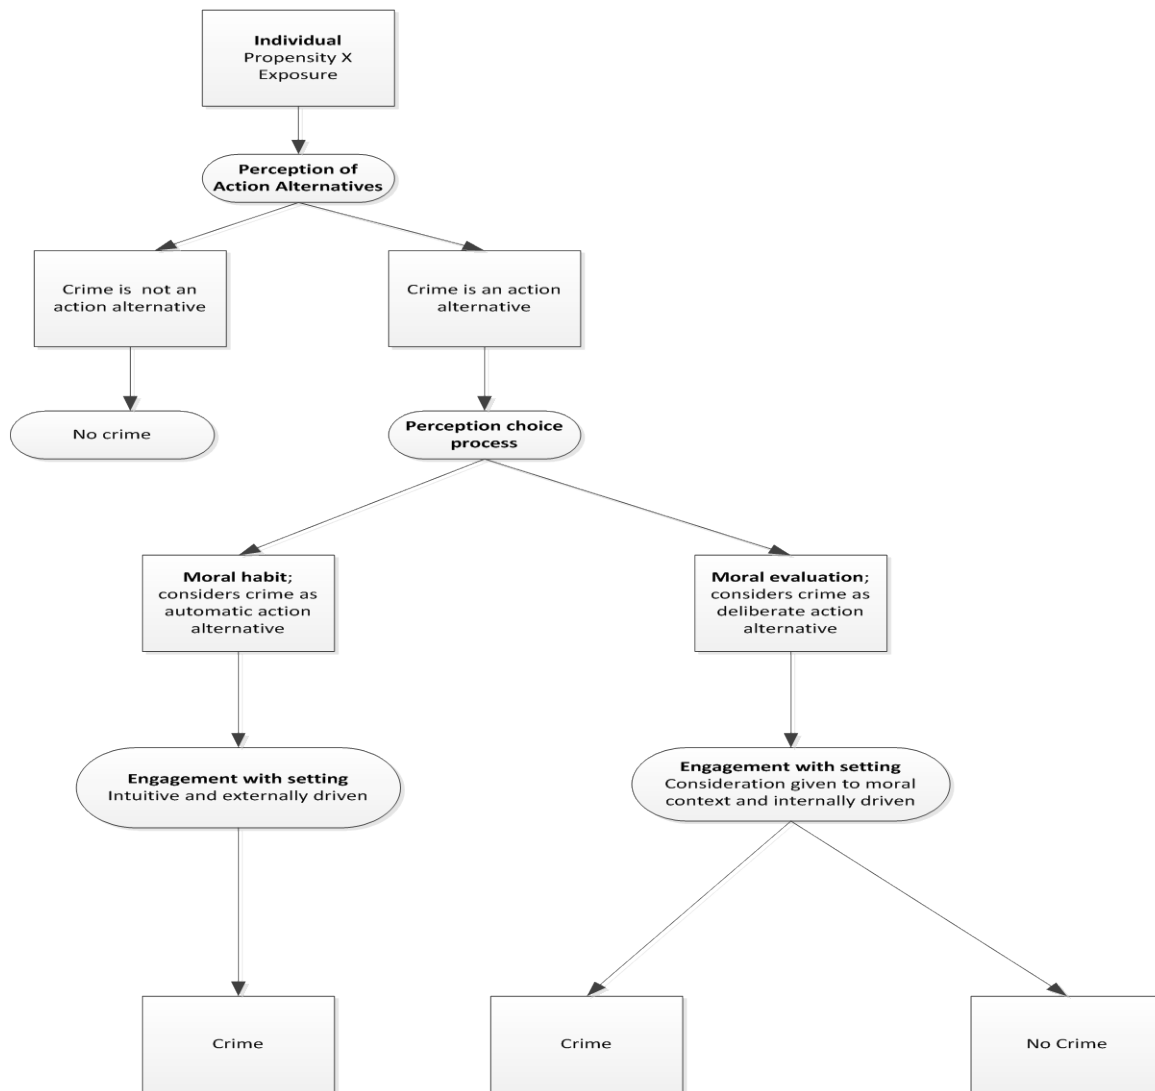 Individual
Propensity X
Exposure
Perception of
Action Alternatives
Crime is not an
action alternative
Crime is an action
alternative
No crime
Perception choice
process
Moral habit;
considers crime as
automatic action
alternative
Moral evaluation;
considers crime as
deliberate action
alternative
Engagement with setting
Intuitive and externally driven
Engagement with setting
Consideration given to moral
context and internally driven
Crime
Crime
No Crime